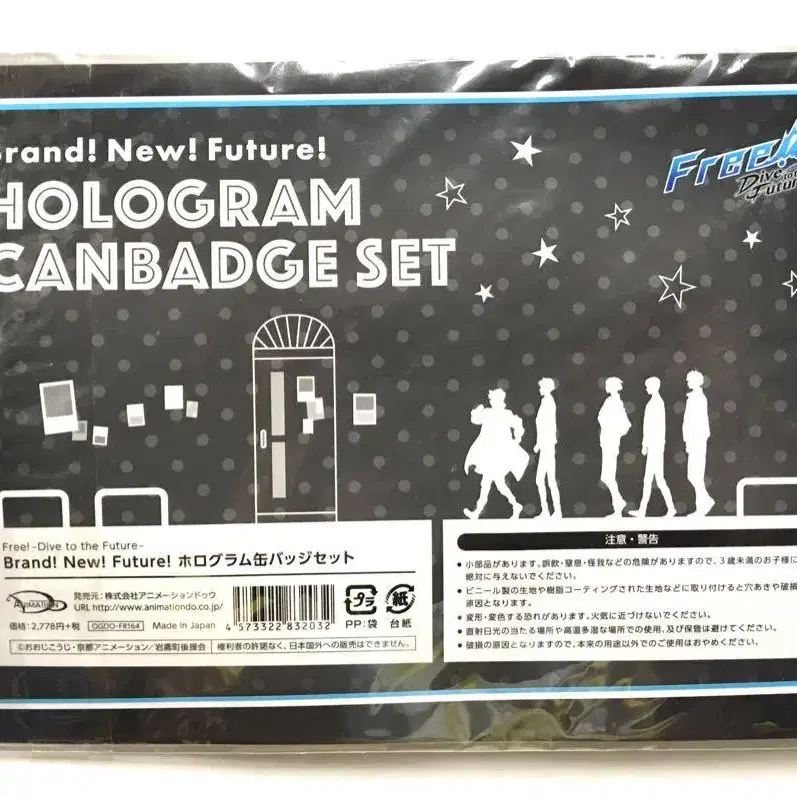 Brand! New! Future!
HOLOGRAM
CANBADGE SET
Free!
Dive to the
Future
Free!-Dive to the Future-
Brand! New! Future! ホログラム缶バッジセット
ANIMATION
発売元:株式会社アニメーションドゥウ
URL http://www.animationdo.co.jp/
価格:2,778円+税 OGDO-FR164 Made in Japan
4 573322 832032
プラ
PP:袋
紙
台紙
©おおじこうじ・京都アニメーション/岩鳶町後援会
権利者の許諾なく、日本国外への販売はできません。
注意・警告
● 小部品があります。誤飲・窒息・怪我などの危険がありますので、3歳未満のお子様に
絶対に与えないでください。
● ビニール製の生地や樹脂コーティングされた生地などに取り付けると穴あきや破損
原因となります。
● 変形・変色する恐れがあります。火気に近づけないでください。
● 直射日光の当たる場所や高温多湿な場所での使用、及び保管は避けてください。
● 破損の原因となりますので、本来の用途以外でのご使用はおやめください。